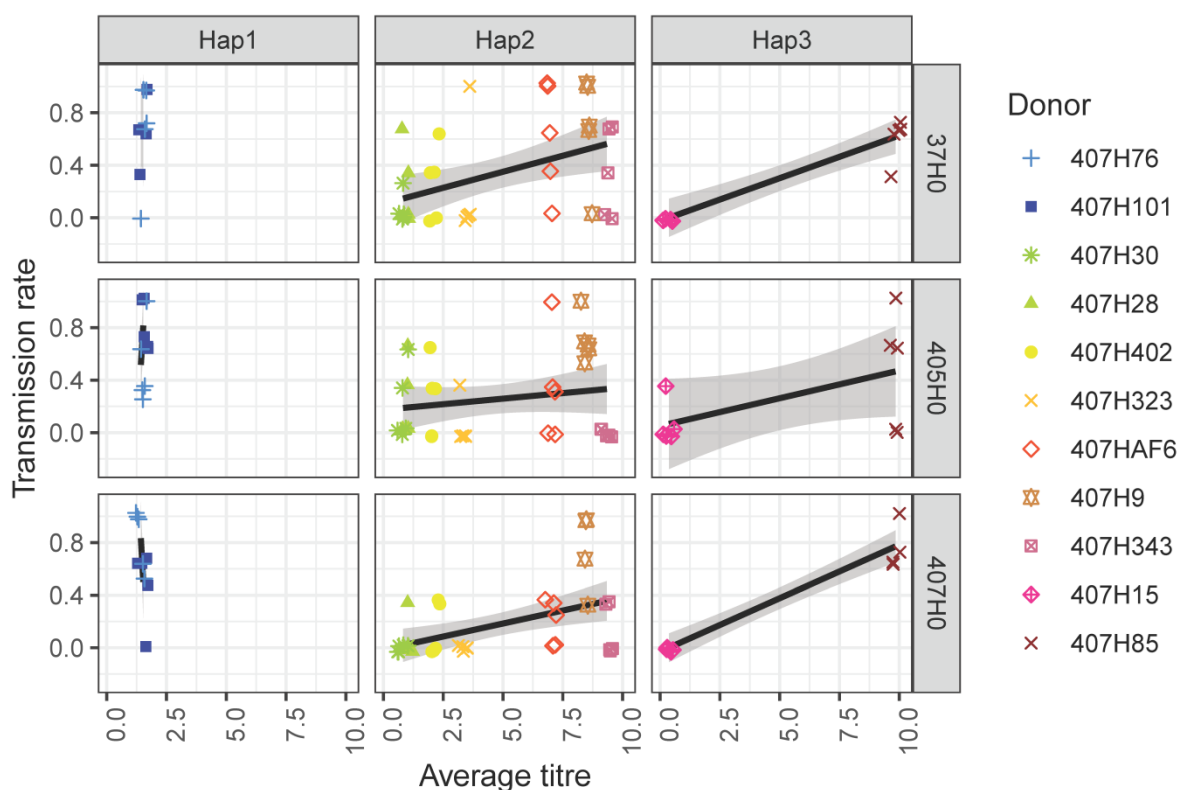 Hap1 Hap2 Hap3
Transmission rate
0.8
0.4
0.0
37H0
0.8
0.4
0.0
405H0
0.8
0.4
0.0
407H0
0.0 2.5 5.0 7.5 10.0 0.0 2.5 5.0 7.5 10.0 0.0 2.5 5.0 7.5 10.0
Average titre
Donor
407H76
407H101
407H30
407H28
407H402
407H323
407HAF6
407H9
407H343
407H15
407H85